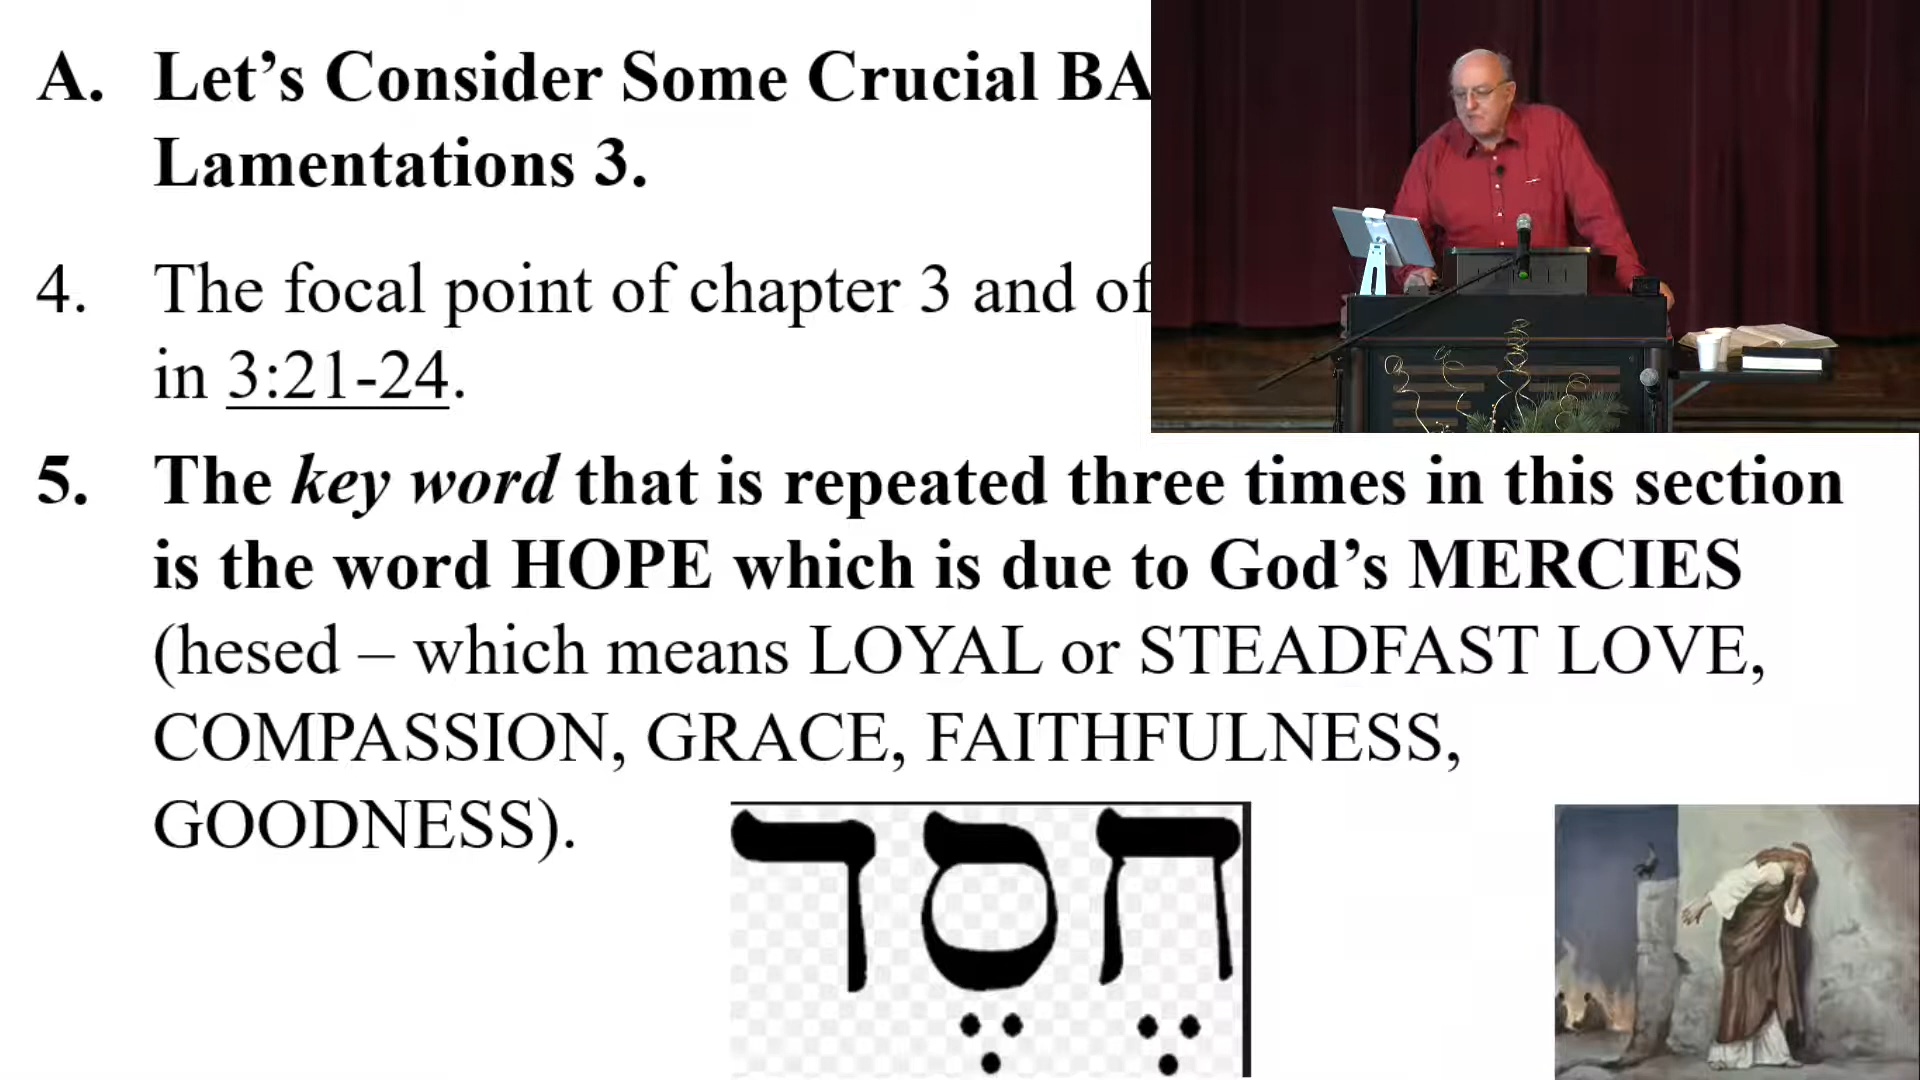 A. Let’s Consider Some Crucial BA
Lamentations 3.
4. The focal point of chapter 3 and of
in 3:21-24.
5. The key word that is repeated three times in this section
is the word HOPE which is due to God’s MERCIES
(hesed – which means LOYAL or STEADFAST LOVE,
COMPASSION, GRACE, FAITHFULNESS,
GOODNESS).
חֶסֶד